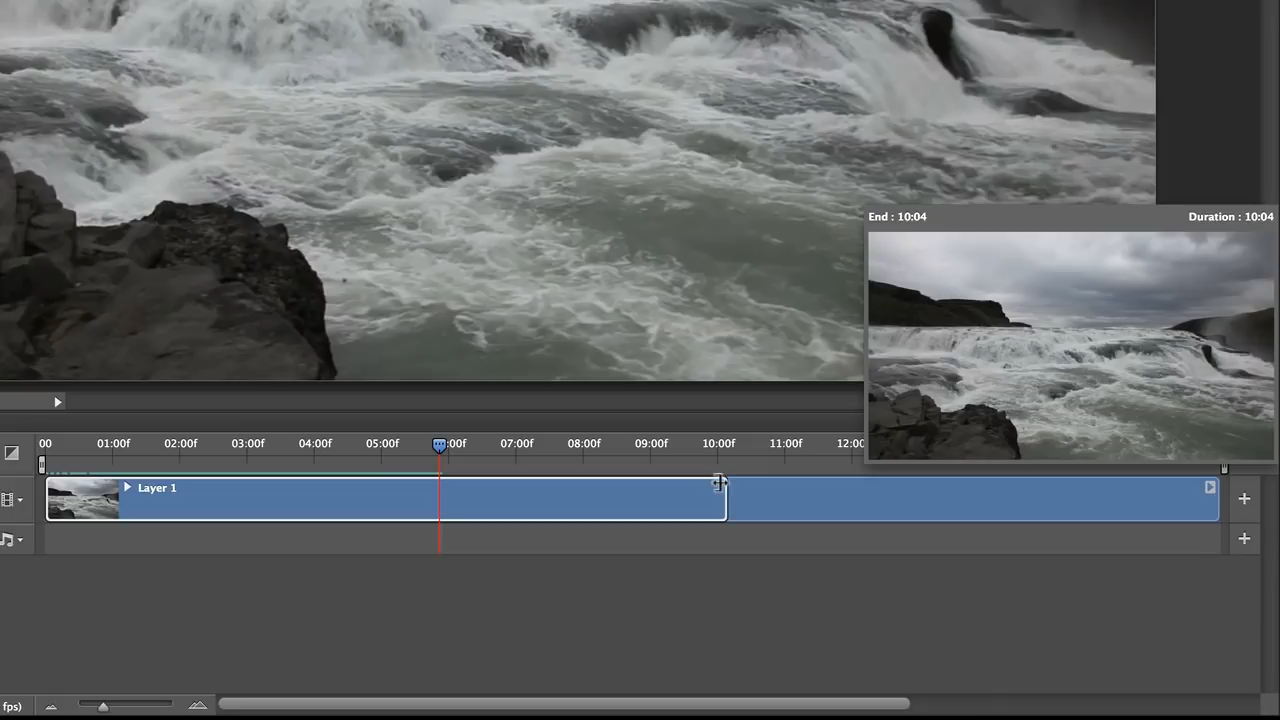 End : 10:04 Duration : 10:04
00 01:00f 02:00f 03:00f 04:00f 05:00f :00f 07:00f 08:00f 09:00f 10:00f 11:00f 12:00
Layer 1
fps)